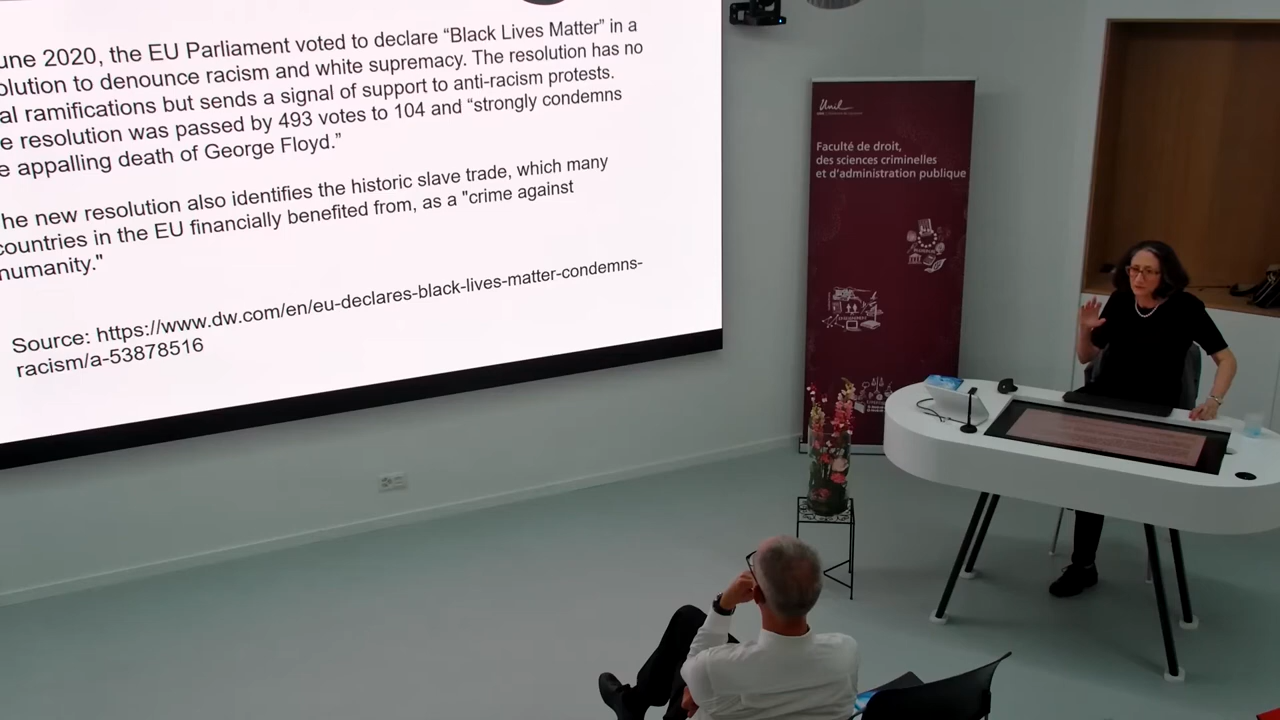 une 2020, the EU Parliament voted to declare “Black Lives Matter” in a
olution to denounce racism and white supremacy. The resolution has no
al ramifications but sends a signal of support to anti-racism protests.
e resolution was passed by 493 votes to 104 and “strongly condemns
e appalling death of George Floyd.”
he new resolution also identifies the historic slave trade, which many
countries in the EU financially benefited from, as a "crime against
humanity."
Source: https://www.dw.com/en/eu-declares-black-lives-matter-condemns-
racism/a-53878516
Unil
Faculté de droit,
des sciences criminelles
et d’administration publique